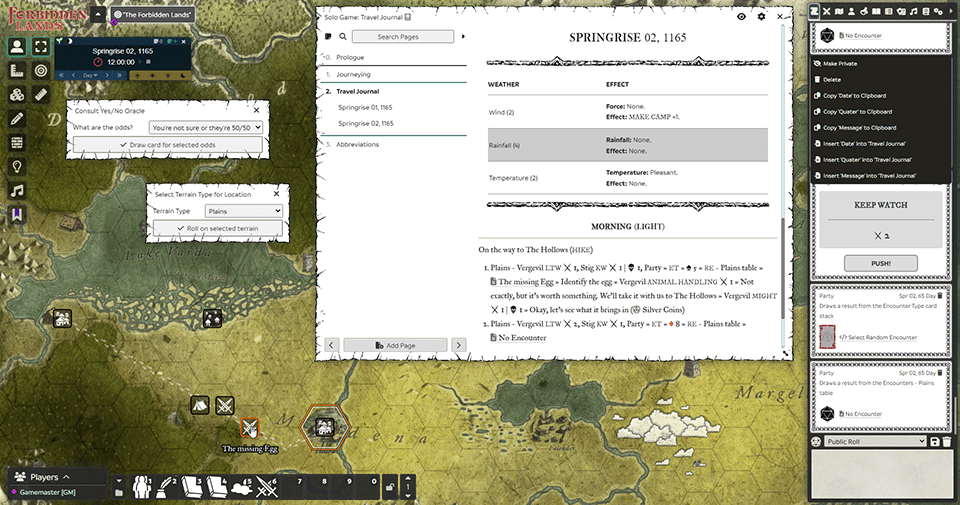 FORBIDDEN LANDS
"The Forbidden Lands"
Springrise 02, 1165
12:00:00
Day
Consult Yes/No Oracle
What are the odds?
You're not sure or they're 50/50
Draw card for selected odds
Select Terrain Type for Location
Terrain Type
Plains
Roll on selected terrain
Lake Varda
The missing Egg
Players
Gamemaster [GM]
1 2 3 4 5 6 7 8 9 0
1
Solo Game: Travel Journal
Search Pages
0. Prologue
1. Journeying
2. Travel Journal
Springrise 01, 1165
Springrise 02, 1165
3. Abbreviations
Add Page
SPRINGRISE 02, 1165
WEATHER EFFECT
Wind (2)
Force: None.
Effect: MAKE CAMP +1.
Rainfall (4)
Rainfall: None.
Effect: None.
Temperature (2)
Temperature: Pleasant.
Effect: None.
MORNING (LIGHT)
On the way to The Hollows (HIKE)
1. Plains - Vergevil LTW ⚔ 1, Stig KW ⚔ 1 | 💀 1, Party » ET » ♠ 5 » RE - Plains table »
The missing Egg » Identify the egg » Vergevil ANIMAL HANDLING ⚔ 1 » Not
exactly, but it's worth something. We'll take it with us to The Hollows » Vergevil MIGHT
⚔ 1 | 💀 1 » Okay, let's see what it brings in (Silver Coins)
2. Plains - Vergevil LTW ⚔ 2, Stig KW ⚔ 1, Party » ET » ♦ 8 » RE - Plains table »
No Encounter
No Encounter
Make Private
Delete
Copy 'Date' to Clipboard
Copy 'Quater' to Clipboard
Copy 'Message' to Clipboard
Insert 'Date' into 'Travel Journal'
Insert 'Quater' into 'Travel Journal'
Insert 'Message' into 'Travel Journal'
KEEP WATCH
⚔ 2
PUSH!
Party
Spr 02, 65 Day
Draws a result from the Encounter Type card
stack
</> Select Random Encounter
Party
Spr 02, 65 Day
Draws a result from the Encounters - Plains
table
No Encounter
Public Roll